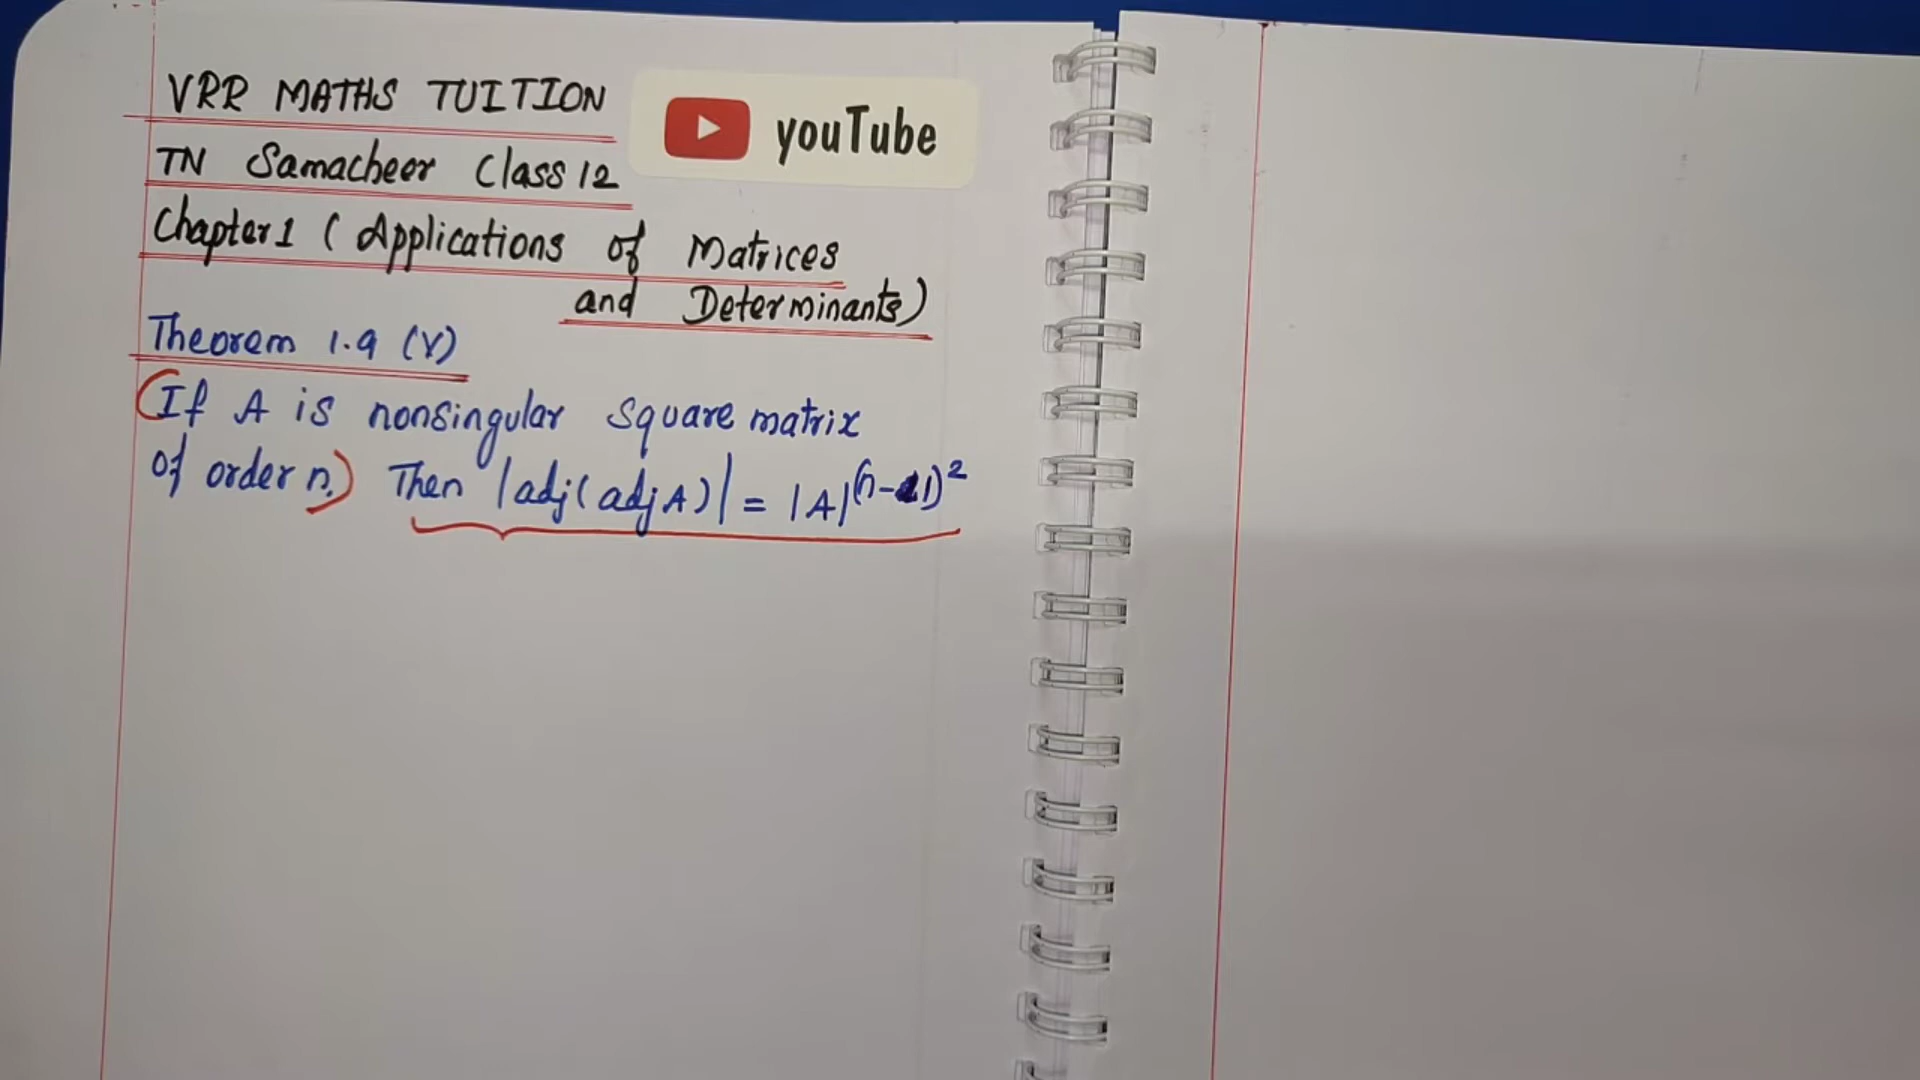 VRR MATHS TUITION
youTube
TN Samacheer Class 12
Chapter 1 ( Applications of Matrices
and Determinants)
Theorem 1.9 (V)
(If A is nonsingular square matrix
of order n.) Then |adj(adj A)| = |A|^(n-1)^2